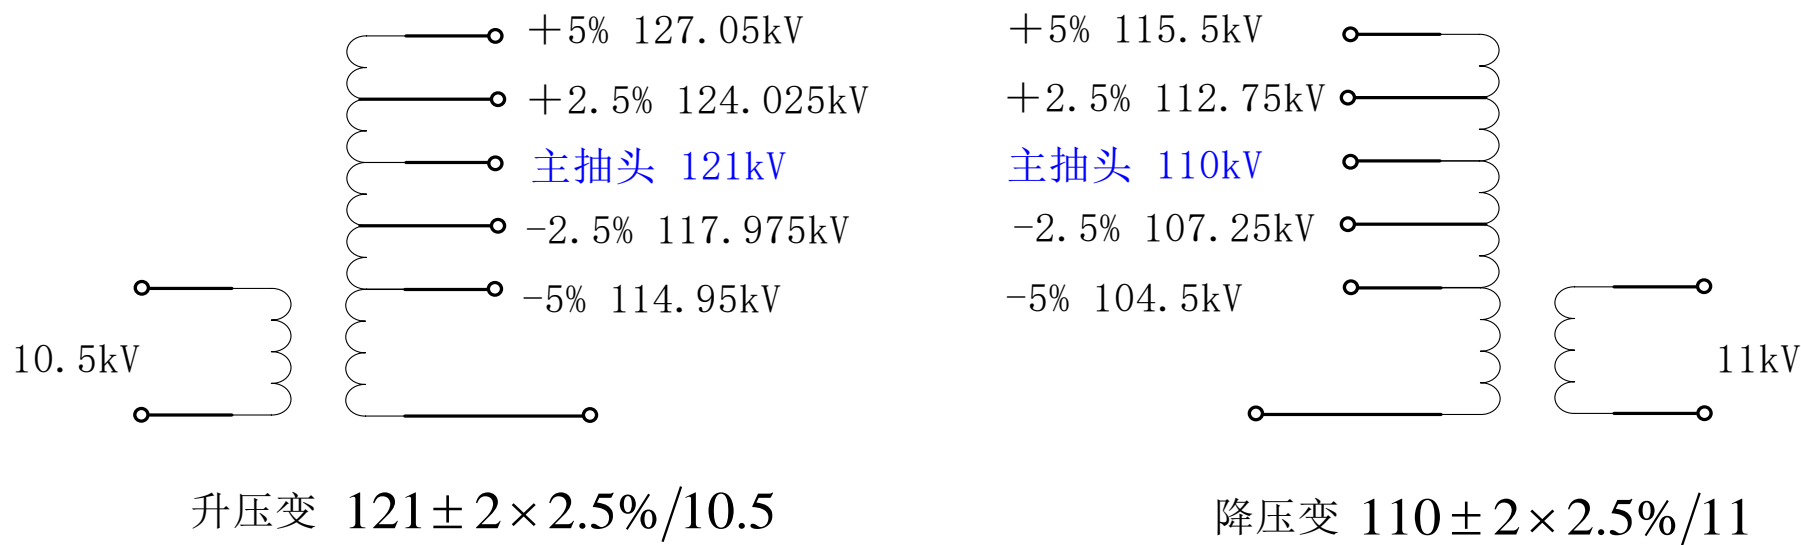 ＋5% 127.05kV
＋2.5% 124.025kV
主抽头 121kV
-2.5% 117.975kV
-5% 114.95kV
10.5kV
升压变 121±2×2.5%/10.5
＋5% 115.5kV
＋2.5% 112.75kV
主抽头 110kV
-2.5% 107.25kV
-5% 104.5kV
11kV
降压变 110±2×2.5%/11